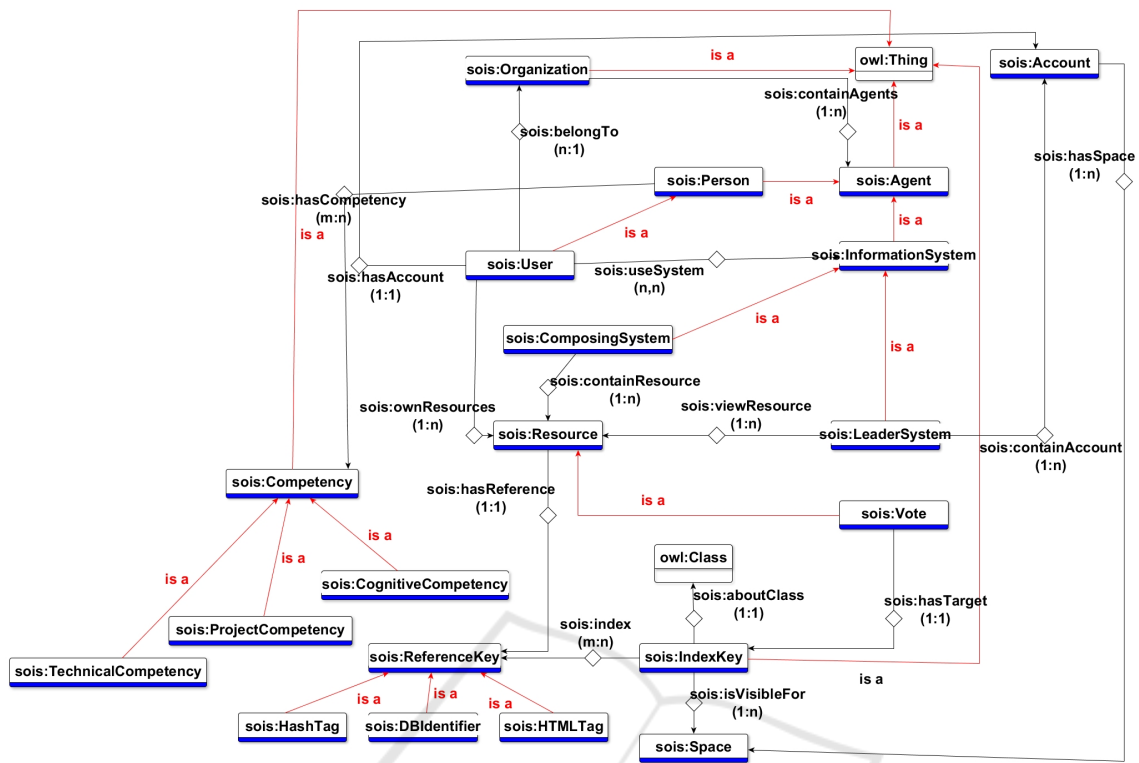 is a
owl:Thing
sois:Organization
sois:Account
sois:containAgents
(1:n)
sois:belongTo
(n:1)
is a
sois:hasSpace
(1:n)
sois:Person
sois:Agent
is a
sois:hasCompetency
(m:n)
is a
is a
is a
sois:User
sois:InformationSystem
sois:hasAccount
(1:1)
sois:useSystem
(n,n)
is a
sois:ComposingSystem
is a
sois:containResource
(1:n)
sois:ownResources
(1:n)
sois:viewResource
(1:n)
sois:Resource
sois:LeaderSystem
sois:containAccount
(1:n)
sois:Competency
sois:hasReference
(1:1)
is a
sois:Vote
is a
is a
is a
owl:Class
sois:CognitiveCompetency
sois:aboutClass
(1:1)
sois:hasTarget
(1:1)
sois:ProjectCompetency
sois:index
(m:n)
sois:TechnicalCompetency
sois:ReferenceKey
sois:IndexKey
is a
sois:isVisibleFor
(1:n)
is a
is a
is a
sois:HashTag
sois:DBIdentifier
sois:HTMLTag
sois:Space